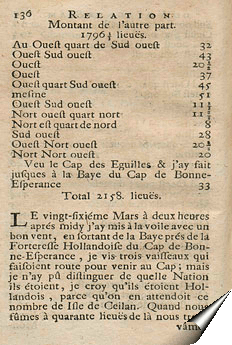 136 RELATION
Montant de l'autre part.
1796¼ lieuës.
Au Ouest quart de Sud ouest 32
Ouest Sud ouest 43
Ouest 20½
Ouest 37
Ouest quart Sud ouest 45
mesme 51
Ouest Sud ouest 11½
Nort ouest quart nort 11½
Nort est quart de nord 8
Sud ouest 28
Ouest Nort ouest 20½
Nort Nort ouest 20
Veu le Cap des Eguilles & j'ay fait
jusques à la Baye du Cap de Bonne-
Esperance 33
Total 2158. lieuës.
LE vingt-sixiéme Mars à deux heures
aprés midy j'ay mis à la voile avec un
bon vent, en sortant de la Baye prés de la
Forteresse Hollandoise du Cap de Bon-
ne-Esperance, je vis trois vaisseaux qui
faisoient route pour venir au Cap; mais
je n'ay pû distinguer de quelle Nation
ils étoient, je croy qu'ils étoient Hol-
landois, parce qu'on en attendoit ce
nombre de Isle de Ceilan. Quand nous
fûmes à quarante lieuës de là nous